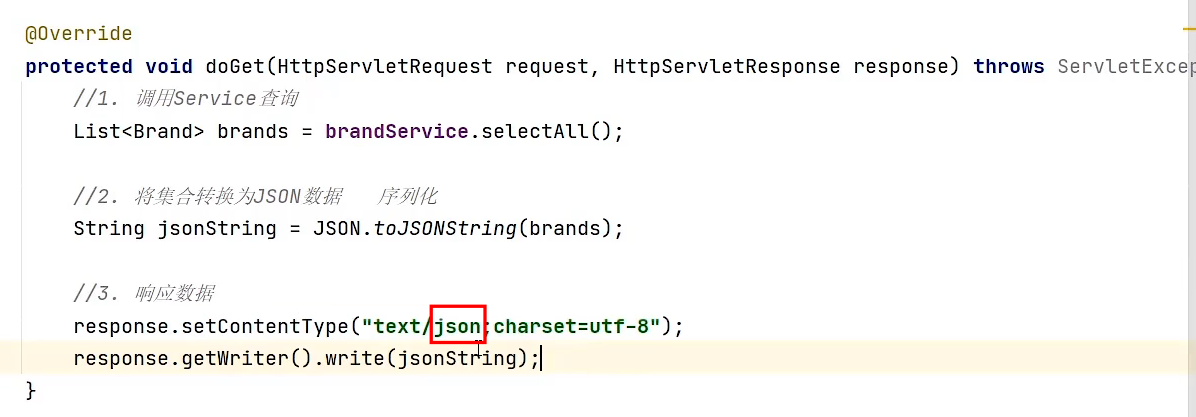 @Override
protected void doGet(HttpServletRequest request, HttpServletResponse response) throws ServletExcep
//1. 调用Service查询
List<Brand> brands = brandService.selectAll();
//2. 将集合转换为JSON数据 序列化
String jsonString = JSON.toJSONString(brands);
//3. 响应数据
response.setContentType("text/json;charset=utf-8");
response.getWriter().write(jsonString);
}